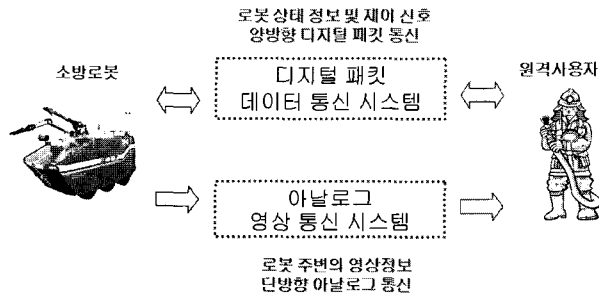 로봇 상태 정보 및 제어 신호
양방향 디지털 패킷 통신
소방로봇
디지털 패킷
데이터 통신 시스템
원격사용자
아날로그
영상 통신 시스템
로봇 주변의 영상정보
단방향 아날로그 통신